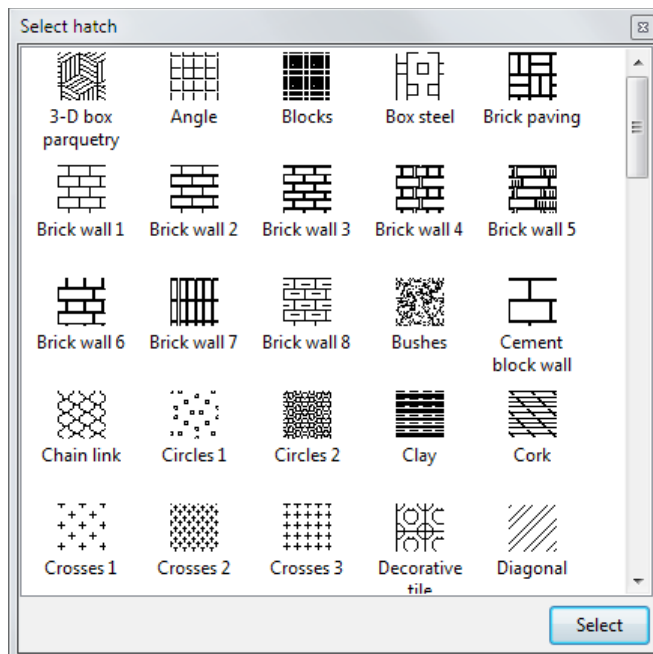 Select hatch
3-D box
parquetry
Angle
Blocks
Box steel
Brick paving
Brick wall 1
Brick wall 2
Brick wall 3
Brick wall 4
Brick wall 5
Brick wall 6
Brick wall 7
Brick wall 8
Bushes
Cement
block wall
Chain link
Circles 1
Circles 2
Clay
Cork
Crosses 1
Crosses 2
Crosses 3
Decorative
tile
Diagonal
Select